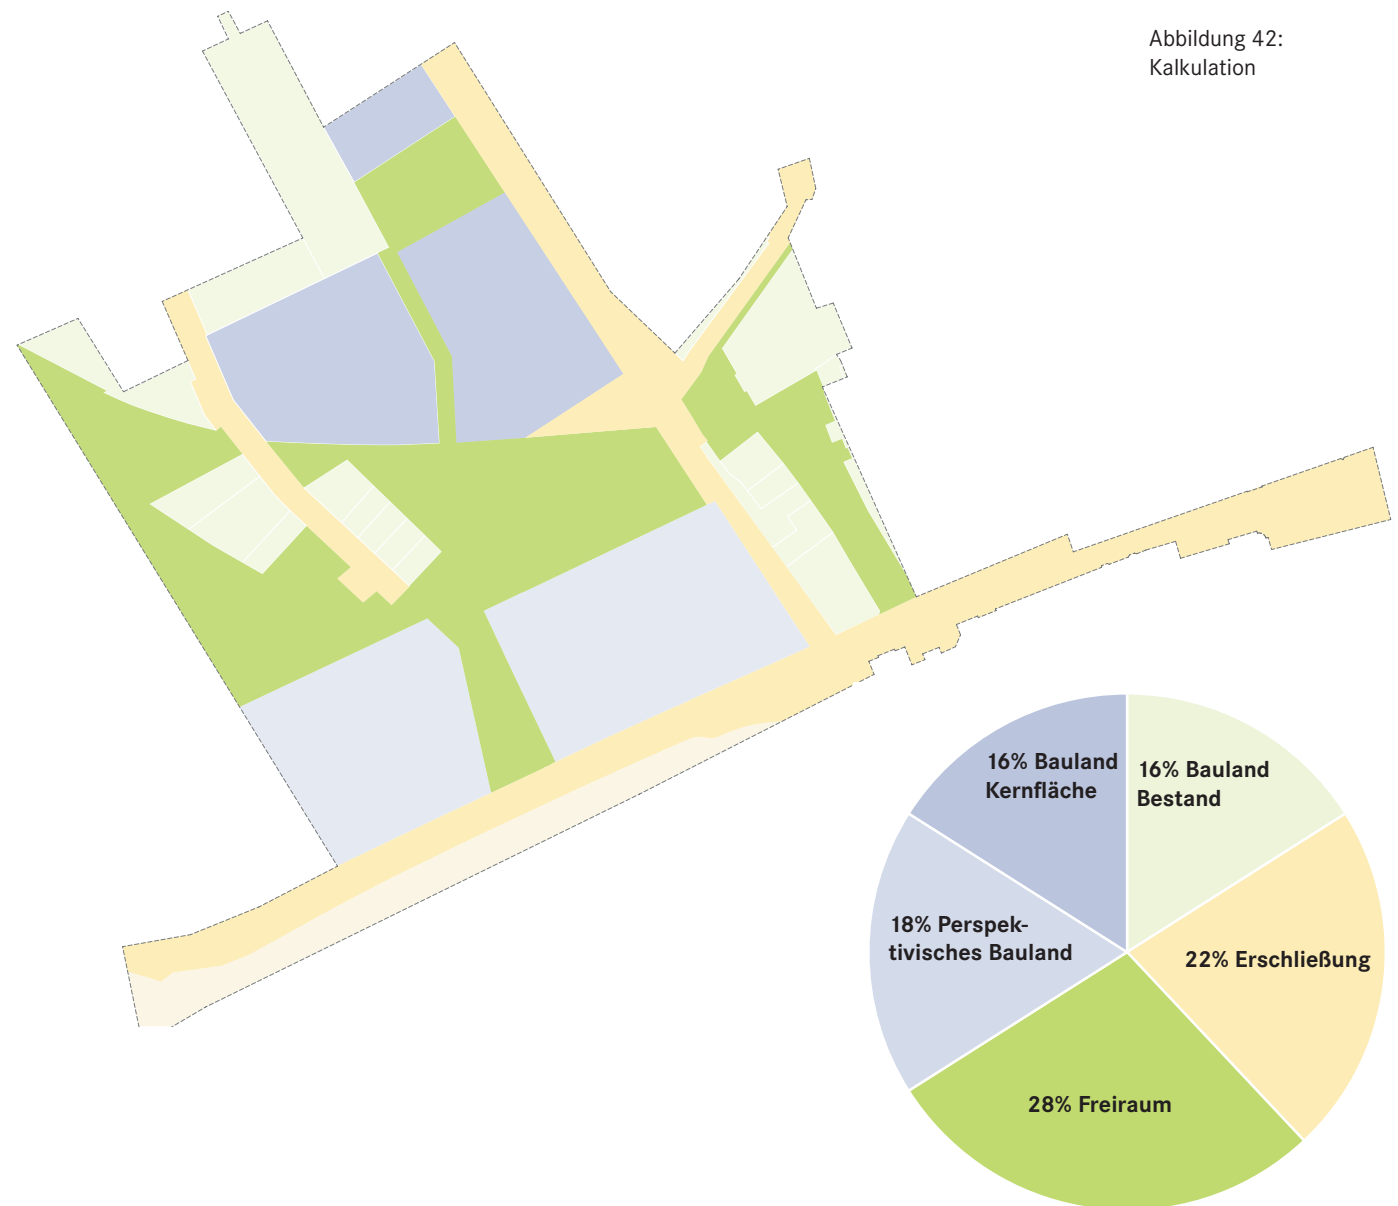 Abbildung 42:
Kalkulation
16% Bauland
Kernfläche
16% Bauland
Bestand
18% Perspek-
tivisches Bauland
22% Erschließung
28% Freiraum